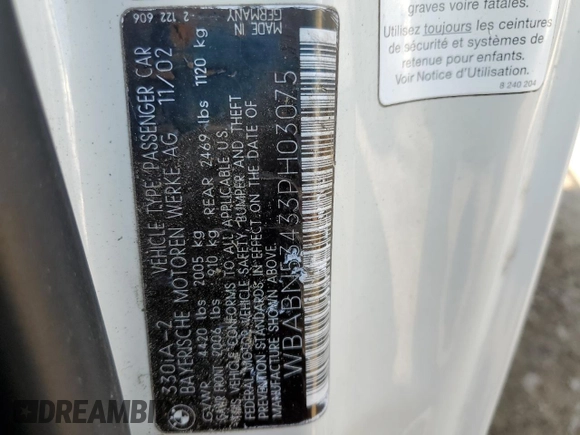 330iA-2 VEHICLE TYPE: PASSENGER CAR 2 122 606
BAYERISCHE MOTOREN WERKE AG 11/02 MADE IN
GERMANY
GVWR 4420 lbs 2005 kg
GAWR FRONT 2006 lbs 910 kg REAR 2469 lbs 1120 kg
THIS VEHICLE CONFORMS TO ALL APPLICABLE U.S.
FEDERAL MOTOR VEHICLE SAFETY, BUMPER AND THEFT
PREVENTION STANDARDS IN EFFECT ON THE DATE OF
MANUFACTURE SHOWN ABOVE.
WBABN53433PH03075
graves voire fatales.
Utilisez toujours les ceintures
de sécurité et systèmes de
retenue pour enfants.
Voir Notice d'Utilisation.
8 240 204
DREAMBID